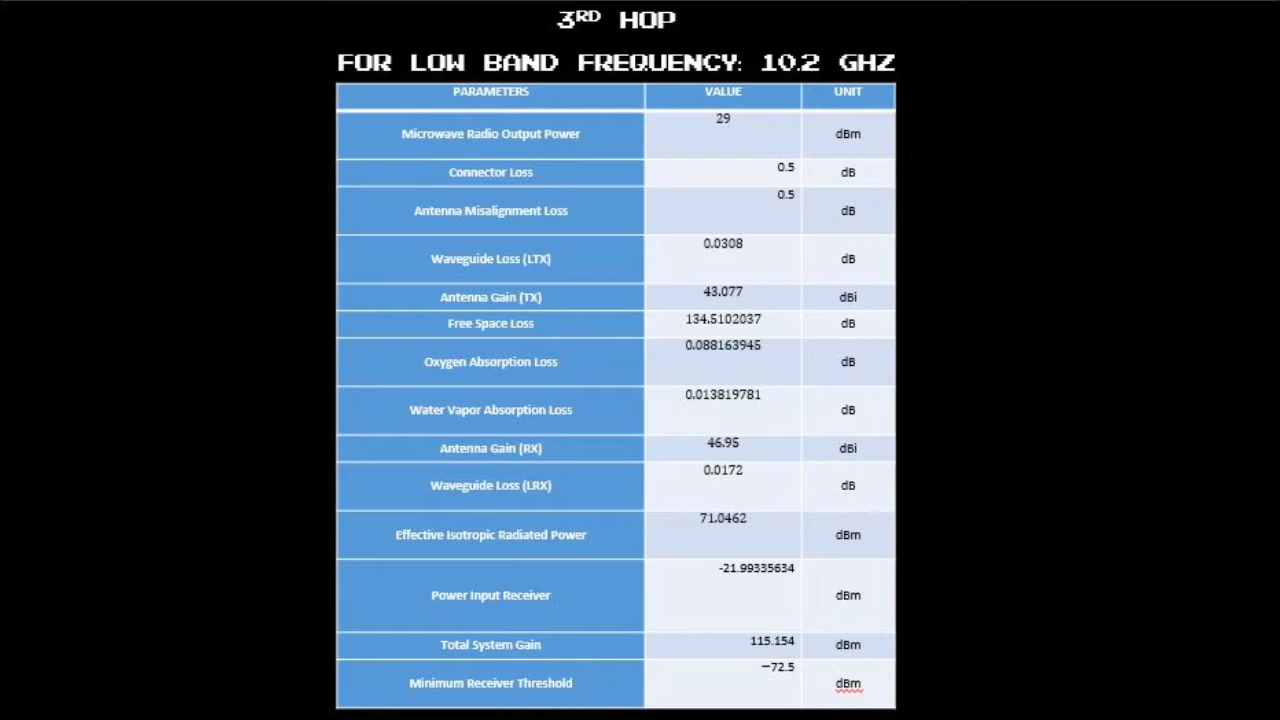 3RD HOP
FOR LOW BAND FREQUENCY: 10.2 GHZ
PARAMETERS VALUE UNIT
Microwave Radio Output Power 29 dBm
Connector Loss 0.5 dB
Antenna Misalignment Loss 0.5 dB
Waveguide Loss (LTX) 0.0308 dB
Antenna Gain (TX) 43.077 dBi
Free Space Loss 134.5102037 dB
Oxygen Absorption Loss 0.088163945 dB
Water Vapor Absorption Loss 0.013819781 dB
Antenna Gain (RX) 46.95 dBi
Waveguide Loss (LRX) 0.0172 dB
Effective Isotropic Radiated Power 71.0462 dBm
Power Input Receiver -21.99335634 dBm
Total System Gain 115.154 dBm
Minimum Receiver Threshold −72.5 dBm